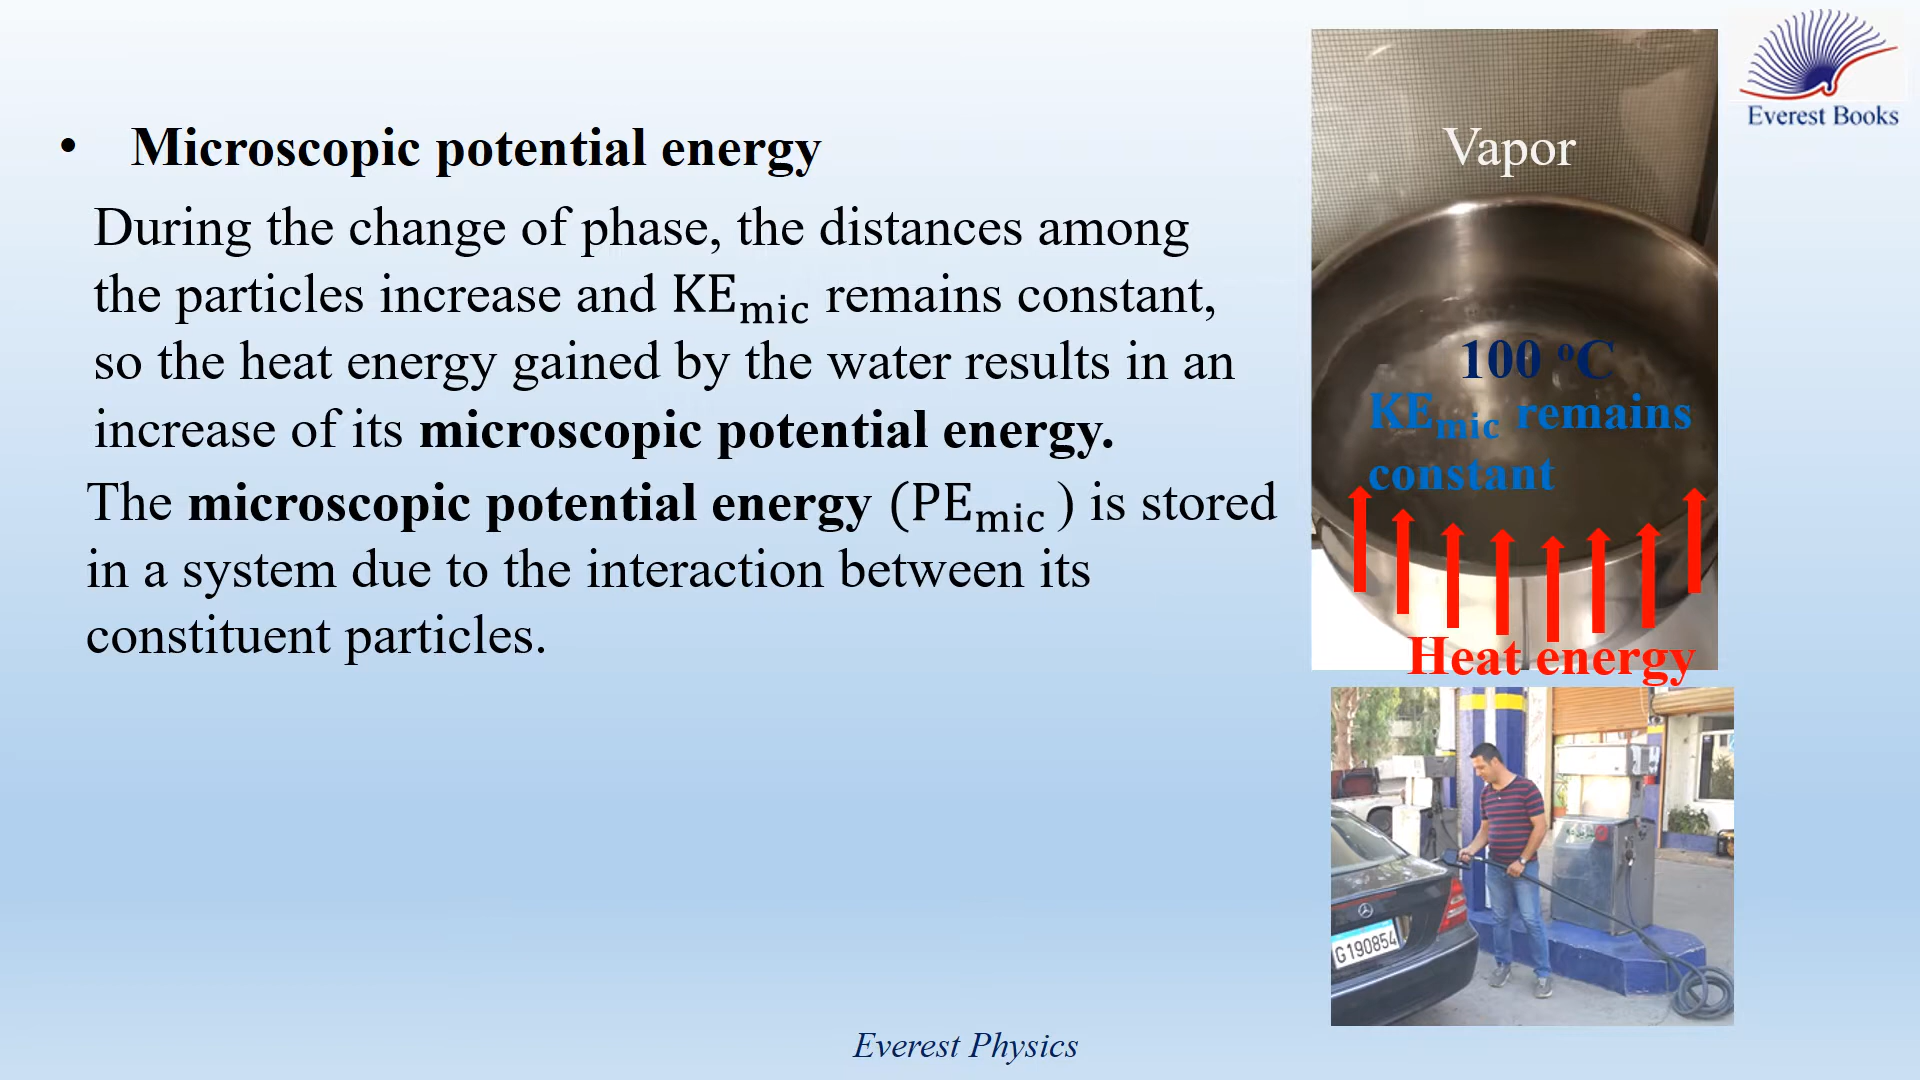 • Microscopic potential energy
During the change of phase, the distances among
the particles increase and KEmic remains constant,
so the heat energy gained by the water results in an
increase of its microscopic potential energy.
The microscopic potential energy (PEmic ) is stored
in a system due to the interaction between its
constituent particles.
Vapor
100 °C
KEmic remains
constant
Heat energy
G190854
Everest Books
Everest Physics